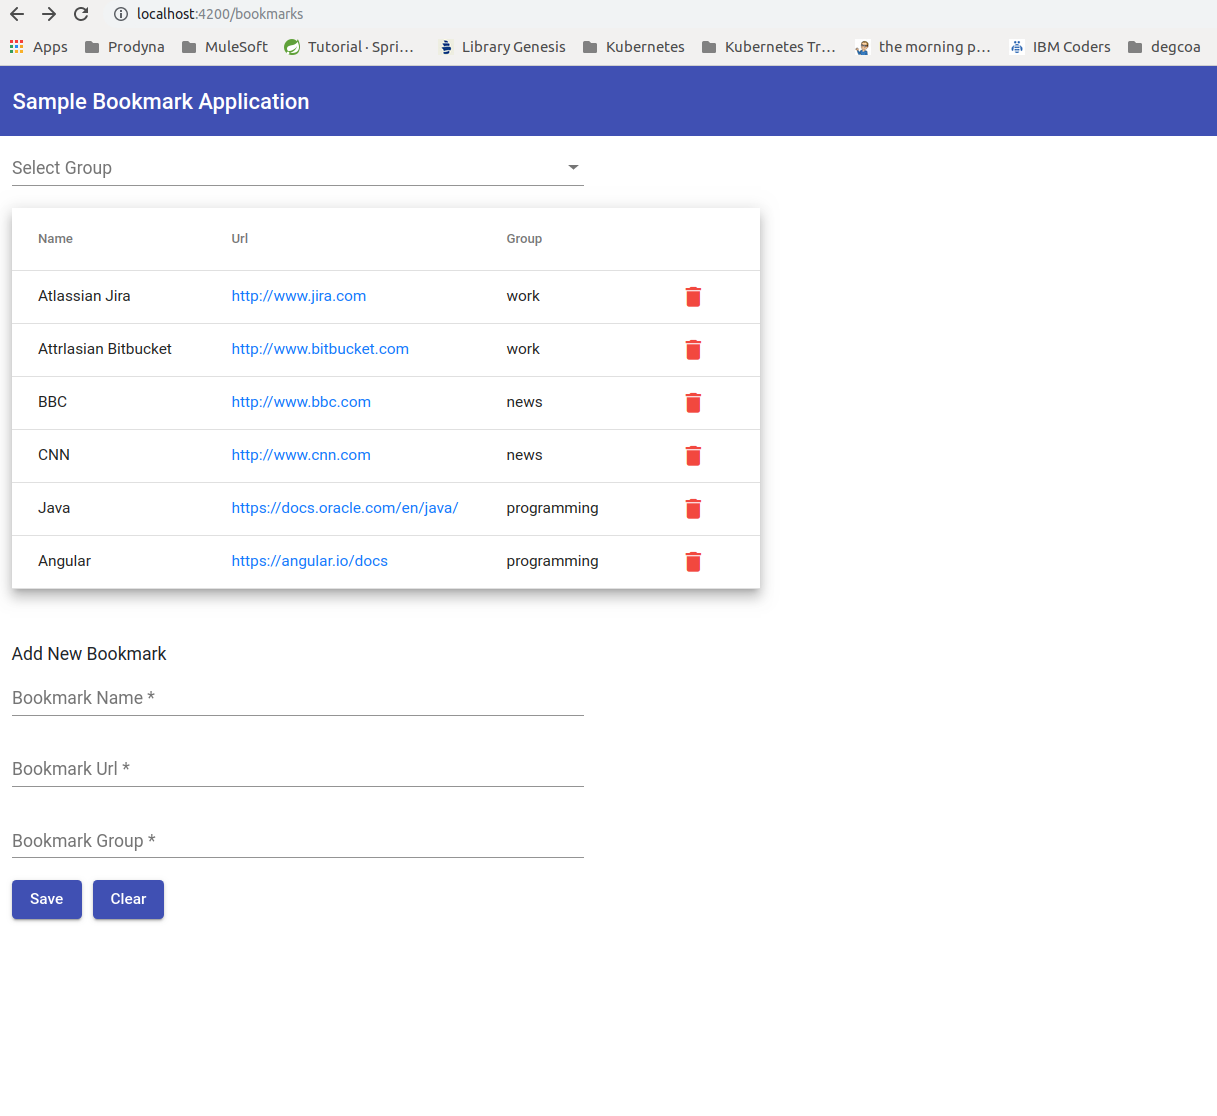 localhost:4200/bookmarks
Apps Prodyna MuleSoft Tutorial · Spri... Library Genesis Kubernetes Kubernetes Tr... the morning p... IBM Coders degcoa
Sample Bookmark Application
Select Group
Name Url Group
Atlassian Jira http://www.jira.com work
Attrlasian Bitbucket http://www.bitbucket.com work
BBC http://www.bbc.com news
CNN http://www.cnn.com news
Java https://docs.oracle.com/en/java/ programming
Angular https://angular.io/docs programming
Add New Bookmark
Bookmark Name *
Bookmark Url *
Bookmark Group *
Save Clear